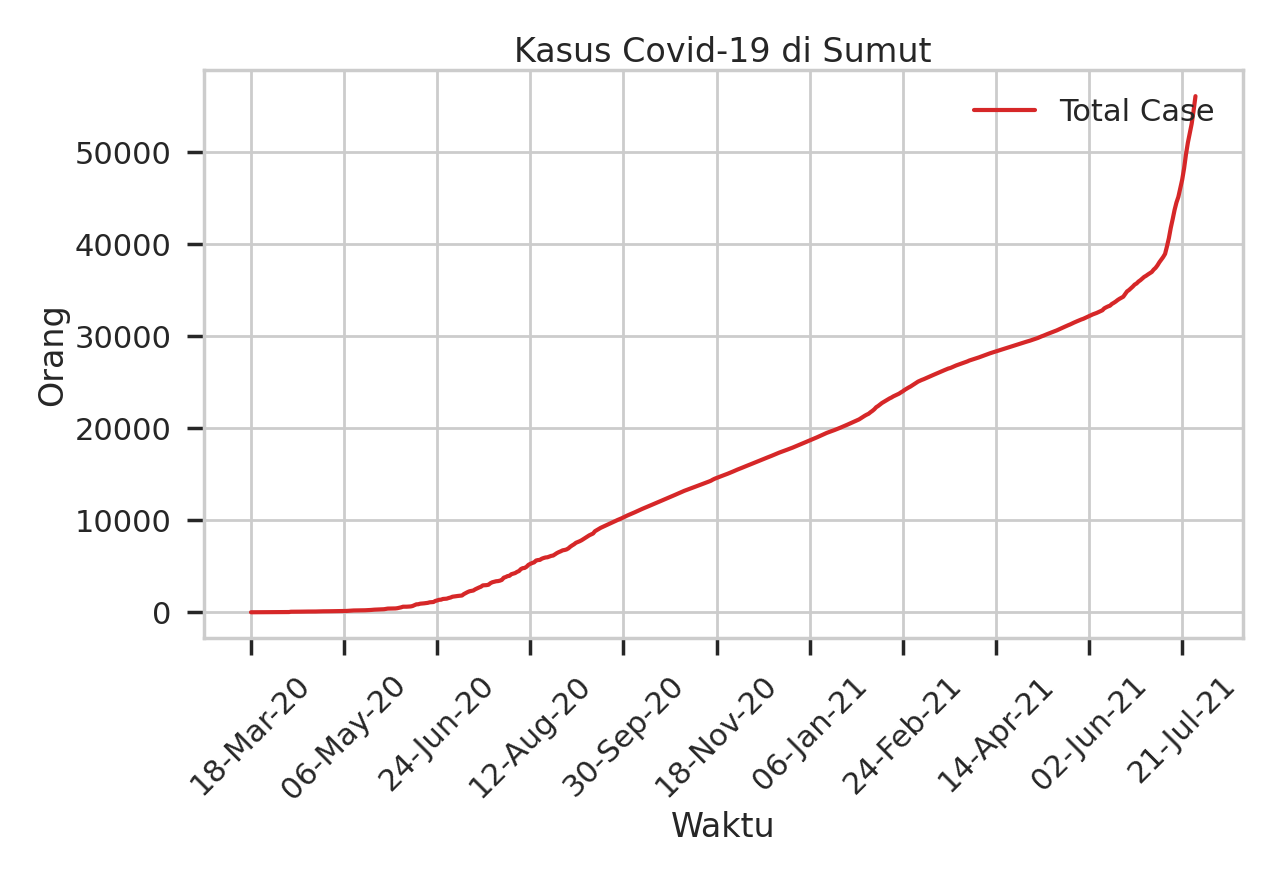 Kasus Covid-19 di Sumut
Total Case
Orang
50000
40000
30000
20000
10000
0
18-Mar-20
06-May-20
24-Jun-20
12-Aug-20
30-Sep-20
18-Nov-20
06-Jan-21
24-Feb-21
14-Apr-21
02-Jun-21
21-Jul-21
Waktu